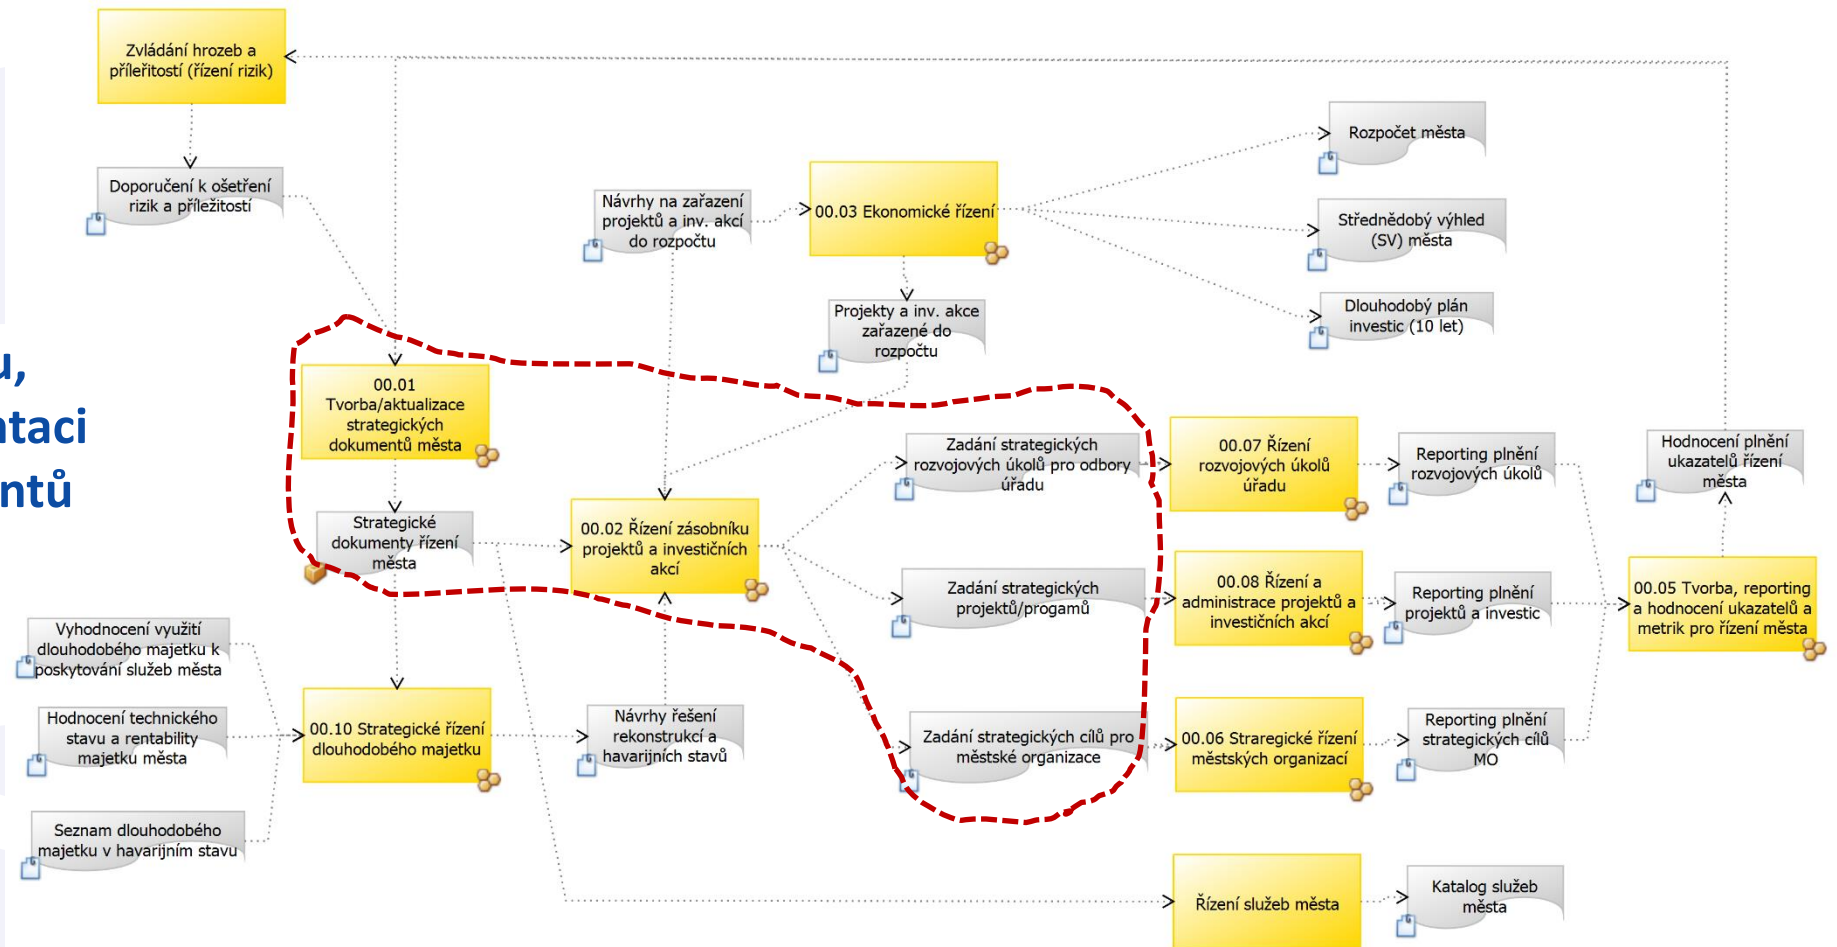 Zvládání hrozeb a
příleřitostí (řízení rizik)
Doporučení k ošetření
rizik a příležitostí
Návrhy na zařazení
projektů a inv. akcí
do rozpočtu
00.03 Ekonomické řízení
Rozpočet města
Střednědobý výhled
(SV) města
Dlouhodobý plán
investic (10 let)
Projekty a inv. akce
zařazené do
rozpočtu
u,
ntaci
ntů
00.01
Tvorba/aktualizace
strategických
dokumentů města
Strategické
dokumenty řízení
města
00.02 Řízení zásobníku
projektů a investičních
akcí
Zadání strategických
rozvojových úkolů pro odbory
úřadu
00.07 Řízení
rozvojových úkolů
úřadu
Reporting plnění
rozvojových úkolů
Hodnocení plnění
ukazatelů řízení
města
Zadání strategických
projektů/progamů
00.08 Řízení a
administrace projektů a
investičních akcí
Reporting plnění
projektů a investic
00.05 Tvorba, reporting
a hodnocení ukazatelů a
metrik pro řízení města
Vyhodnocení využití
dlouhodobého majetku k
poskytování služeb města
Hodnocení technického
stavu a rentability
majetku města
Seznam dlouhodobého
majetku v havarijním stavu
00.10 Strategické řízení
dlouhodobého majetku
Návrhy řešení
rekonstrukcí a
havarijních stavů
Zadání strategických cílů pro
městské organizace
00.06 Straregické řízení
městských organizací
Reporting plnění
strategických cílů
MO
Řízení služeb města
Katalog služeb
města